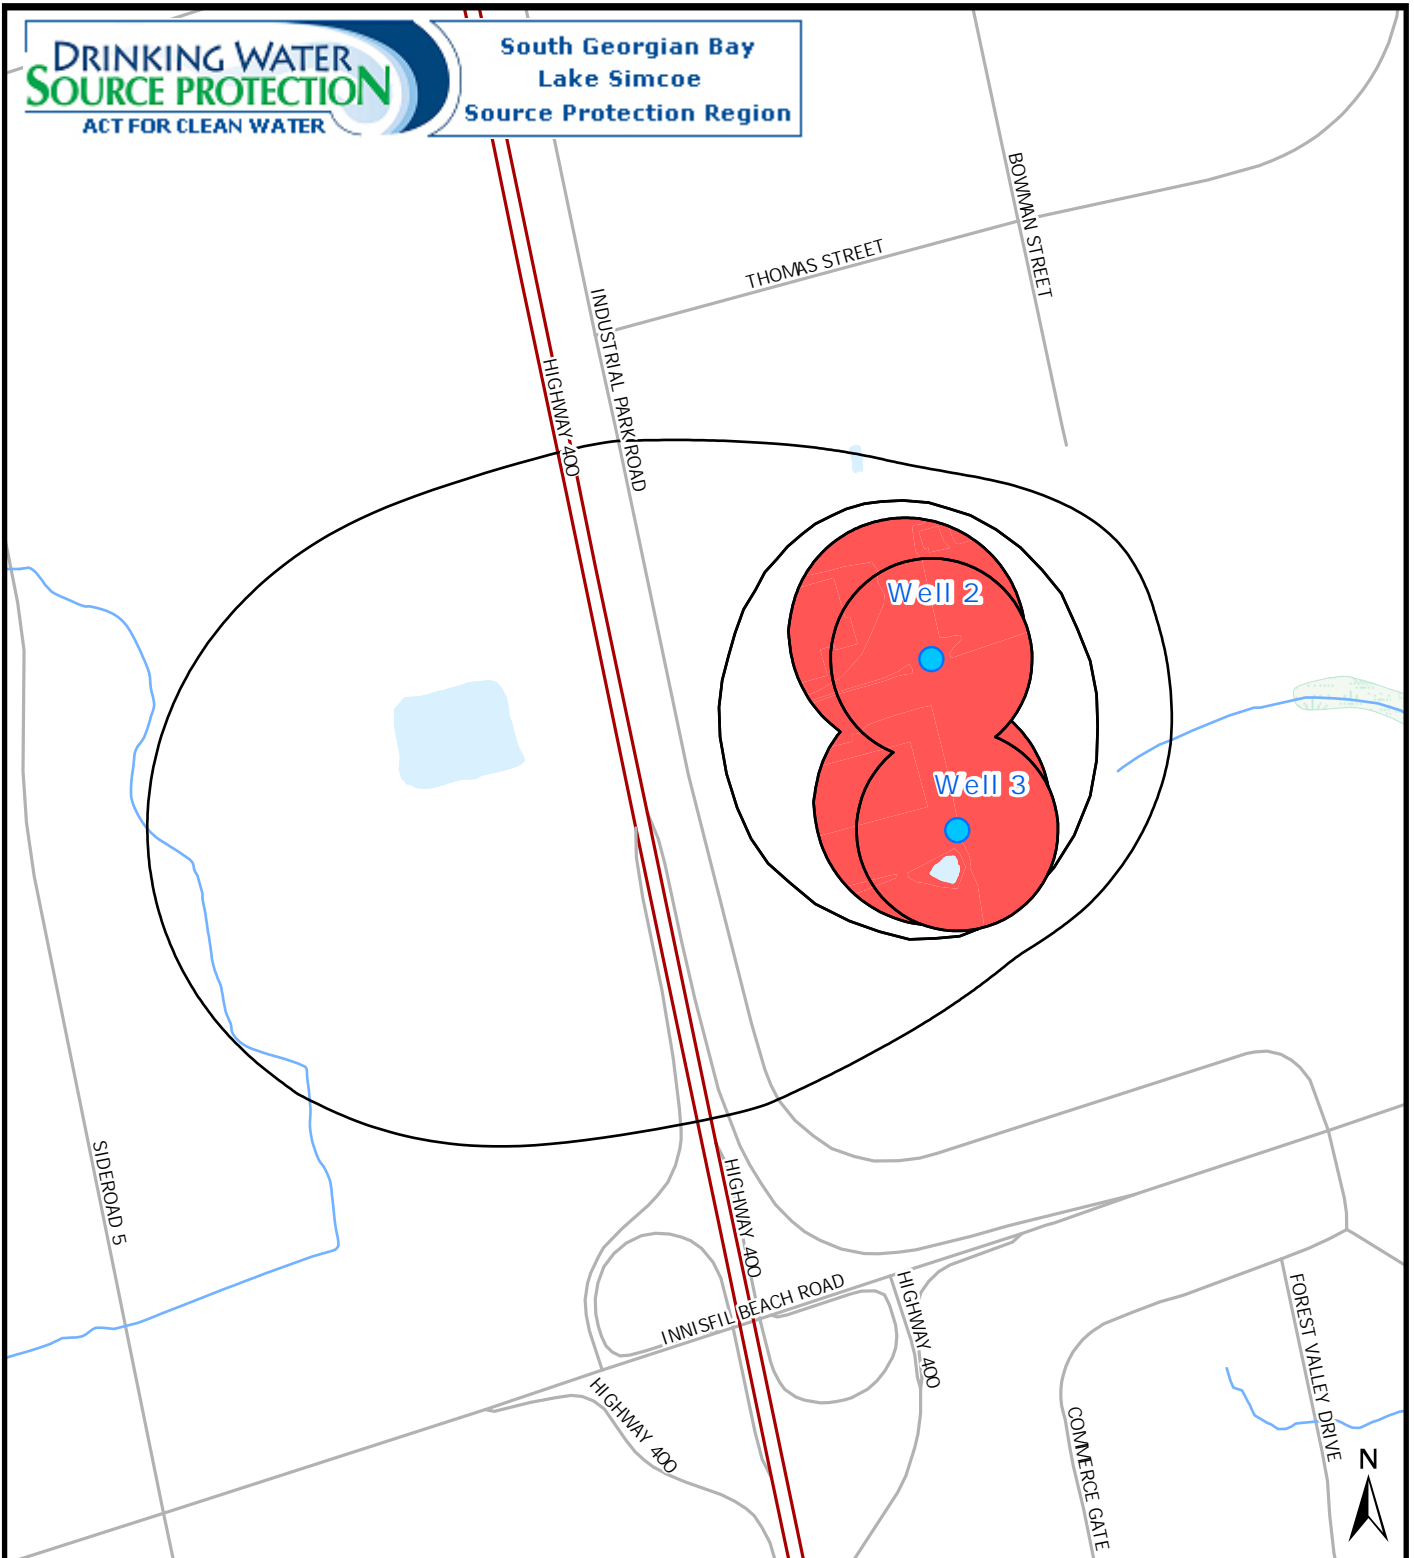 DRINKING WATER
SOURCE PROTECTION
ACT FOR CLEAN WATER
South Georgian Bay
Lake Simcoe
Source Protection Region
BOWMAN STREET
THOMAS STREET
INDUSTRIAL PARK ROAD
HIGHWAY 400
Well 2
Well 3
SIDEROAD 5
HIGHWAY 400
INNISFIL BEACH ROAD
HIGHWAY 400
HIGHWAY 400
FOREST VALLEY DRIVE
COMMERCE GATE
N